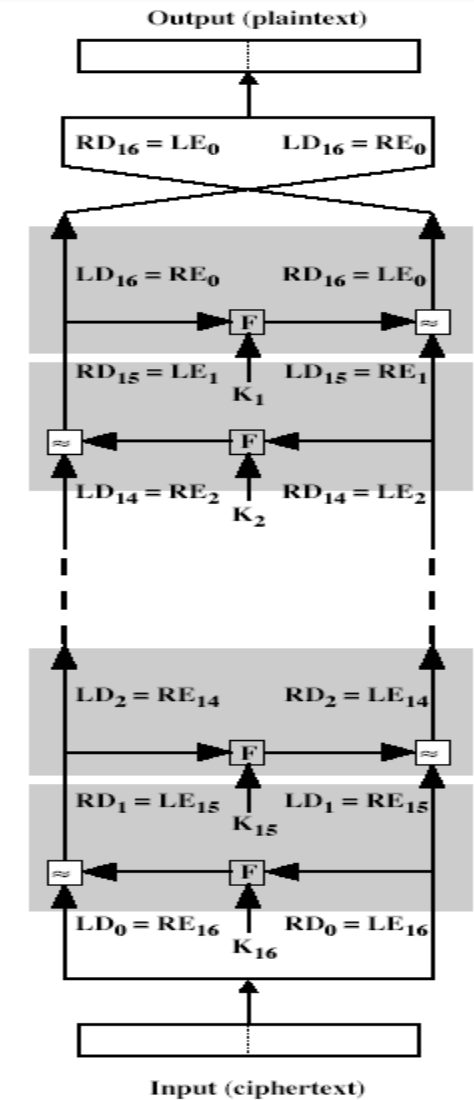 Output (plaintext)
RD₁₆ = LE₀ LD₁₆ = RE₀
LD₁₆ = RE₀ RD₁₆ = LE₀
F ≈
RD₁₅ = LE₁ LD₁₅ = RE₁
K₁
≈ F
LD₁₄ = RE₂ RD₁₄ = LE₂
K₂
LD₂ = RE₁₄ RD₂ = LE₁₄
F ≈
RD₁ = LE₁₅ LD₁ = RE₁₅
K₁₅
≈ F
LD₀ = RE₁₆ RD₀ = LE₁₆
K₁₆
Input (ciphertext)